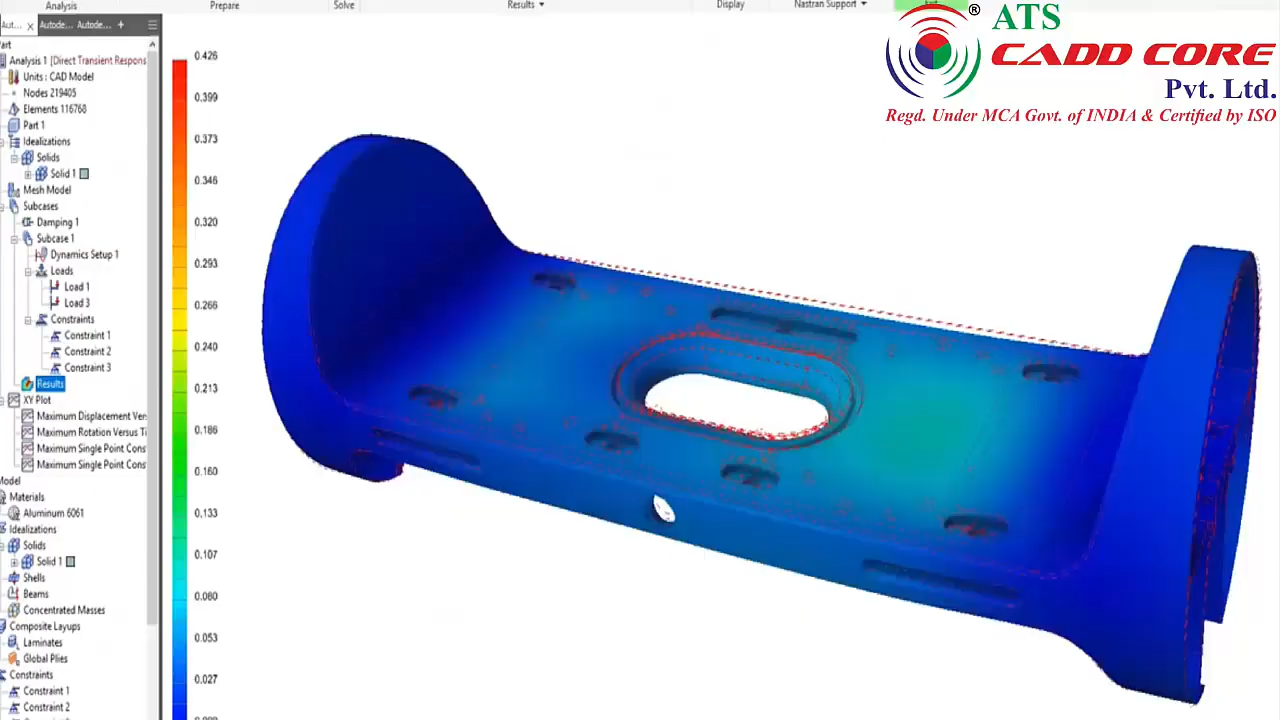 Analysis
Prepare
Solve
Results
Display
Nastran Support
Aut...
Autode...
Autode...
Analysis 1 [Direct Transient Respons
Units : CAD Model
Nodes 219405
Elements 116768
Part 1
Idealizations
Solids
Solid 1
Mesh Model
Subcases
Damping 1
Subcase 1
Dynamics Setup 1
Loads
Load 1
Load 3
Constraints
Constraint 1
Constraint 2
Constraint 3
Results
XY Plot
Maximum Displacement Ver
Maximum Rotation Versus Ti
Maximum Single Point Cons
Maximum Single Point Cons
Model
Materials
Aluminum 6061
Idealizations
Solids
Solid 1
Shells
Beams
Concentrated Masses
Composite Layups
Laminates
Global Plies
Constraints
Constraint 1
Constraint 2
0.426
0.399
0.373
0.346
0.320
0.293
0.266
0.240
0.213
0.186
0.160
0.133
0.107
0.080
0.053
0.027
®
ATS
CADD CORE
Pvt. Ltd.
Regd. Under MCA Govt. of INDIA & Certified by ISO